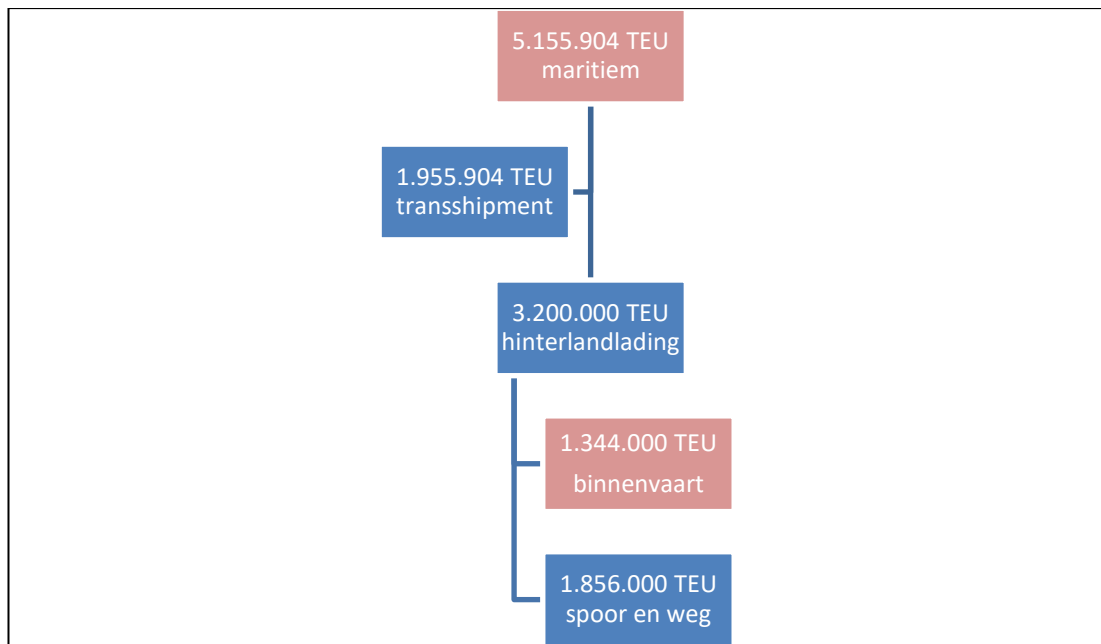 5.155.904 TEU
maritiem
1.955.904 TEU
transshipment
3.200.000 TEU
hinterlandlading
1.344.000 TEU
binnenvaart
1.856.000 TEU
spoor en weg